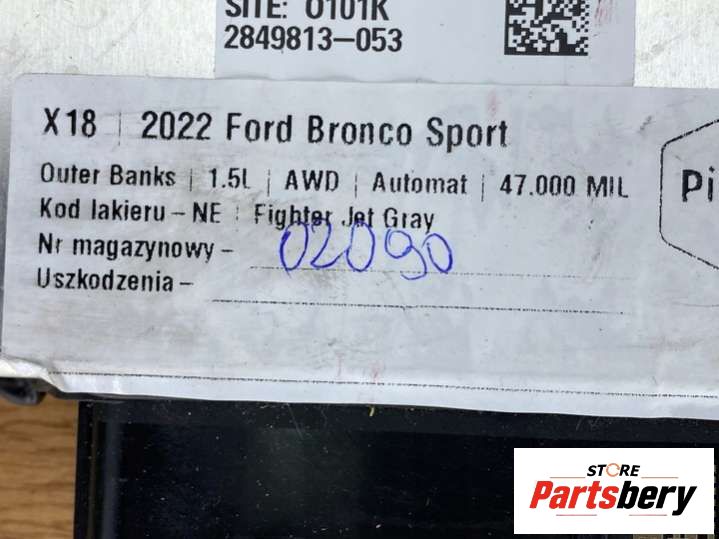 SITE: 0101K
2849813-053
X18 | 2022 Ford Bronco Sport
Outer Banks | 1.5L | AWD | Automat | 47.000 MIL
Kod lakieru – NE | Fighter Jet Gray
Nr magazynowy – 02090
Uszkodzenia –
STORE
Partsbery